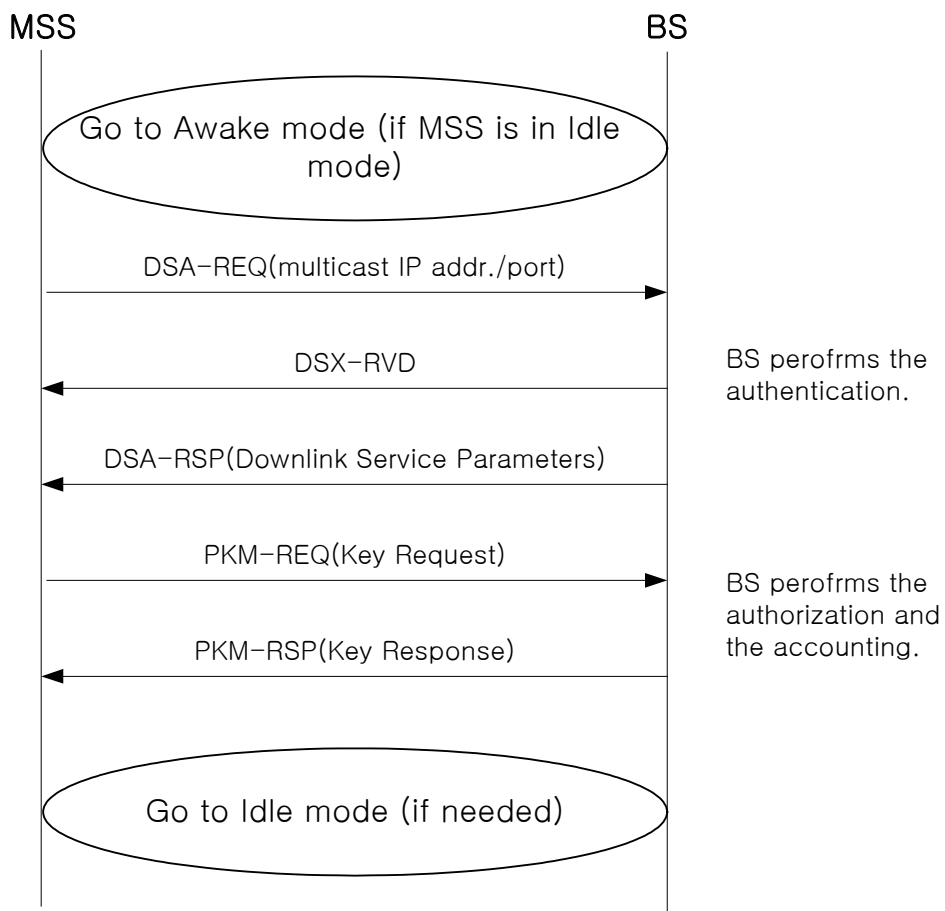 MSS
BS
Go to Awake mode (if MSS is in Idle
mode)
DSA-REQ(multicast IP addr./port)
DSX-RVD
BS perofrms the
authentication.
DSA-RSP(Downlink Service Parameters)
PKM-REQ(Key Request)
BS perofrms the
authorization and
the accounting.
PKM-RSP(Key Response)
Go to Idle mode (if needed)